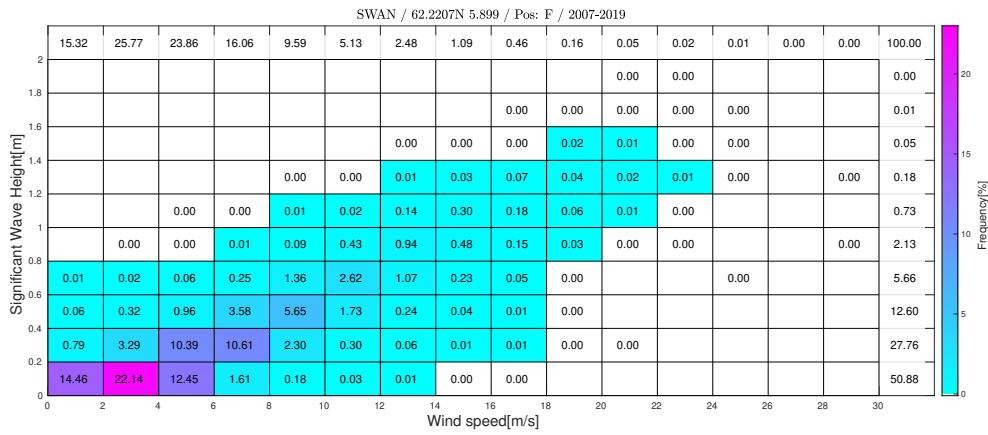 SWAN / 62.2207N 5.899 / Pos: F / 2007-2019
15.32 25.77 23.86 16.06 9.59 5.13 2.48 1.09 0.46 0.16 0.05 0.02 0.01 0.00 0.00 100.00
2
0.00 0.00 0.00
1.8
0.00 0.00 0.00 0.00 0.00 0.01
1.6
0.00 0.00 0.00 0.02 0.01 0.00 0.00 0.05
1.4
0.00 0.00 0.01 0.03 0.07 0.04 0.02 0.01 0.00 0.00 0.18
1.2
0.00 0.00 0.01 0.02 0.14 0.30 0.18 0.06 0.01 0.00 0.73
1
0.00 0.00 0.01 0.09 0.43 0.94 0.48 0.15 0.03 0.00 0.00 0.00 2.13
0.8
0.01 0.02 0.06 0.25 1.36 2.62 1.07 0.23 0.05 0.00 0.00 5.66
0.6
0.06 0.32 0.96 3.58 5.65 1.73 0.24 0.04 0.01 0.00 12.60
0.4
0.79 3.29 10.39 10.61 2.30 0.30 0.06 0.01 0.01 0.00 0.00 27.76
0.2
14.46 22.14 12.45 1.61 0.18 0.03 0.01 0.00 0.00 50.88
0
0 2 4 6 8 10 12 14 16 18 20 22 24 26 28 30
Wind speed[m/s]
Significant Wave Height[m]
20
15
10
5
0
Frequency[%]